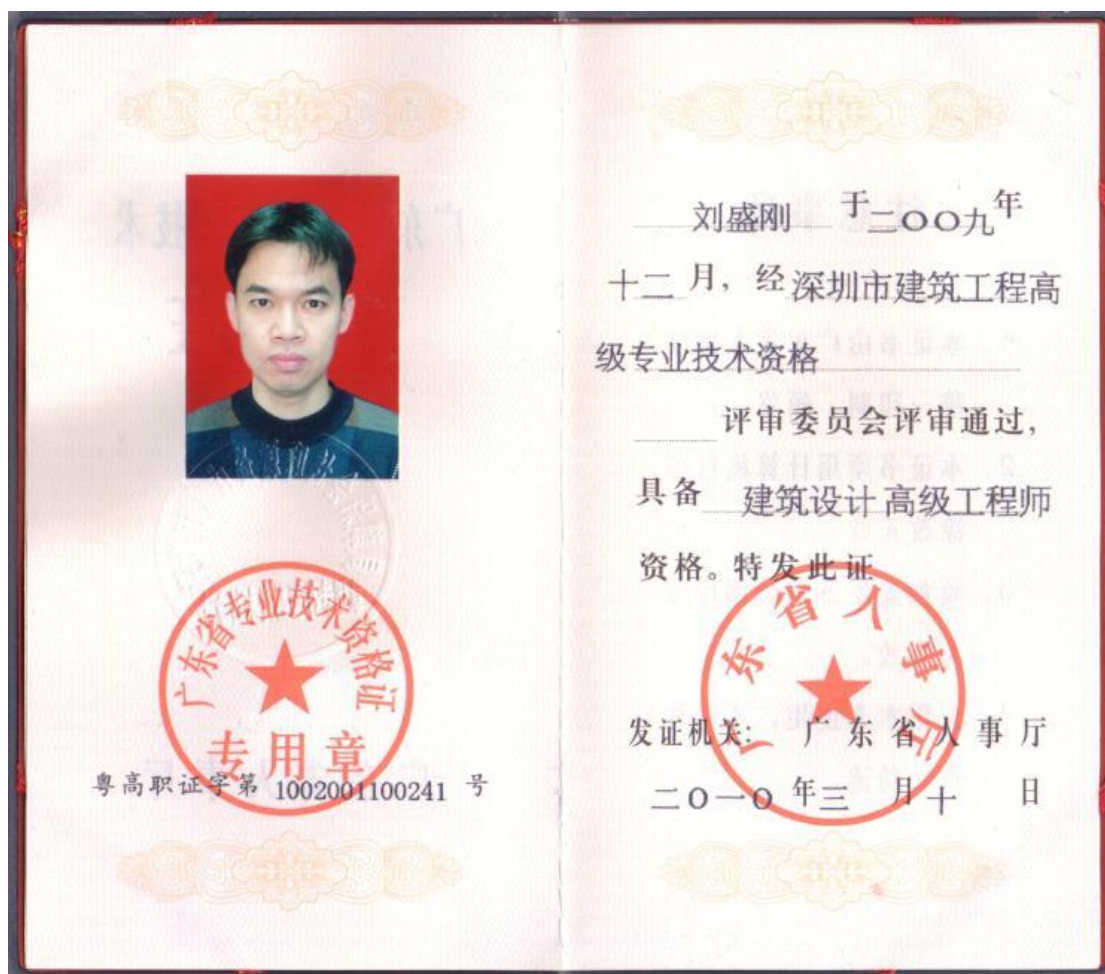 广东省专业技术资格证
专用章
粤高职证字第 1002001100241 号
刘盛刚 于二〇〇九年
十二月，经深圳市建筑工程高
级专业技术资格
评审委员会评审通过，
具备 建筑设计 高级工程师
资格。特发此证
广东省人事厅
发证机关：广东省人事厅
二〇一〇年三月十日